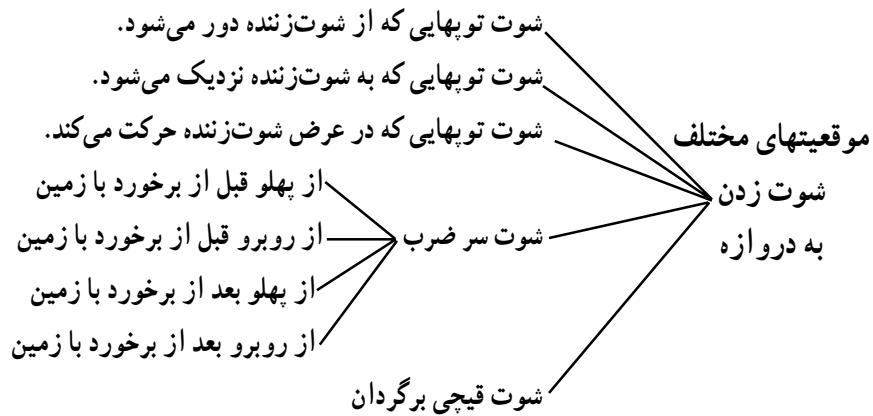 موقعیتهای مختلف
شوت زدن
به دروازه
شوت توپهایی که از شوت‌زننده دور می‌شود.
شوت توپهایی که به شوت‌زننده نزدیک می‌شود.
شوت توپهایی که در عرض شوت‌زننده حرکت می‌کند.
شوت سر ضرب
از پهلو قبل از برخورد با زمین
از روبرو قبل از برخورد با زمین
از پهلو بعد از برخورد با زمین
از روبرو بعد از برخورد با زمین
شوت قیچی برگردان